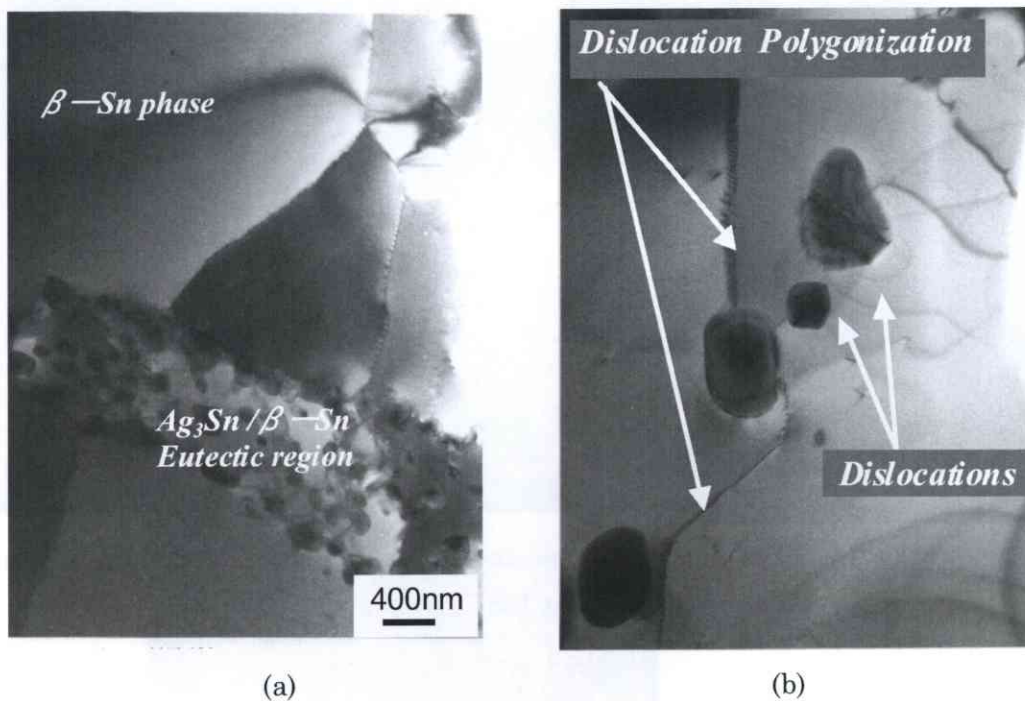 β—Sn phase
Ag₃Sn/β—Sn
Eutectic region
400nm
(a)
Dislocation Polygonization
Dislocations
(b)